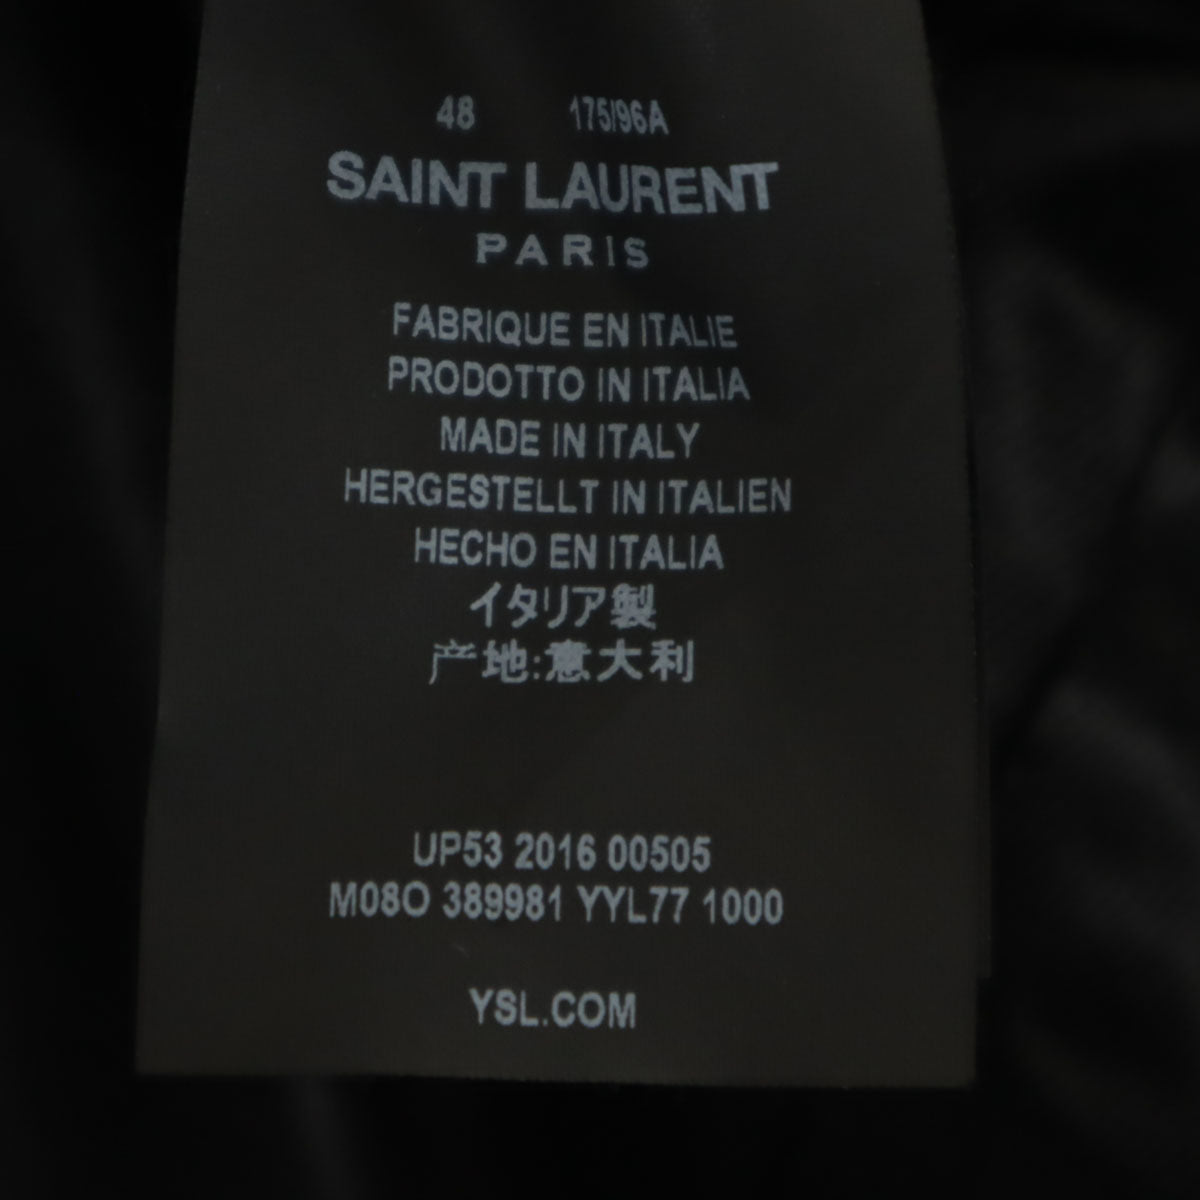 48 175/96A
SAINT LAURENT
PARIS
FABRIQUE EN ITALIE
PRODOTTO IN ITALIA
MADE IN ITALY
HERGESTELLT IN ITALIEN
HECHO EN ITALIA
イタリア製
产地:意大利
UP53 2016 00505
M08O 389981 YYL77 1000
YSL.COM